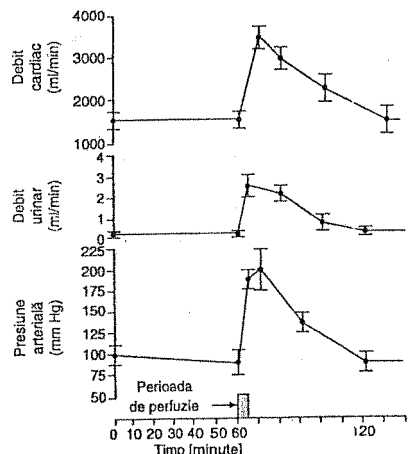 Debit
cardiac
(ml/min)
4000
3000
2000
1000
Debit
urinar
(ml/min)
4
3
2
1
0
Presiune
arterială
(mm Hg)
225
200
175
150
125
100
75
50
Perioada
de perfuzie
0 10 20 30 40 50 60 120
Timp [minute]